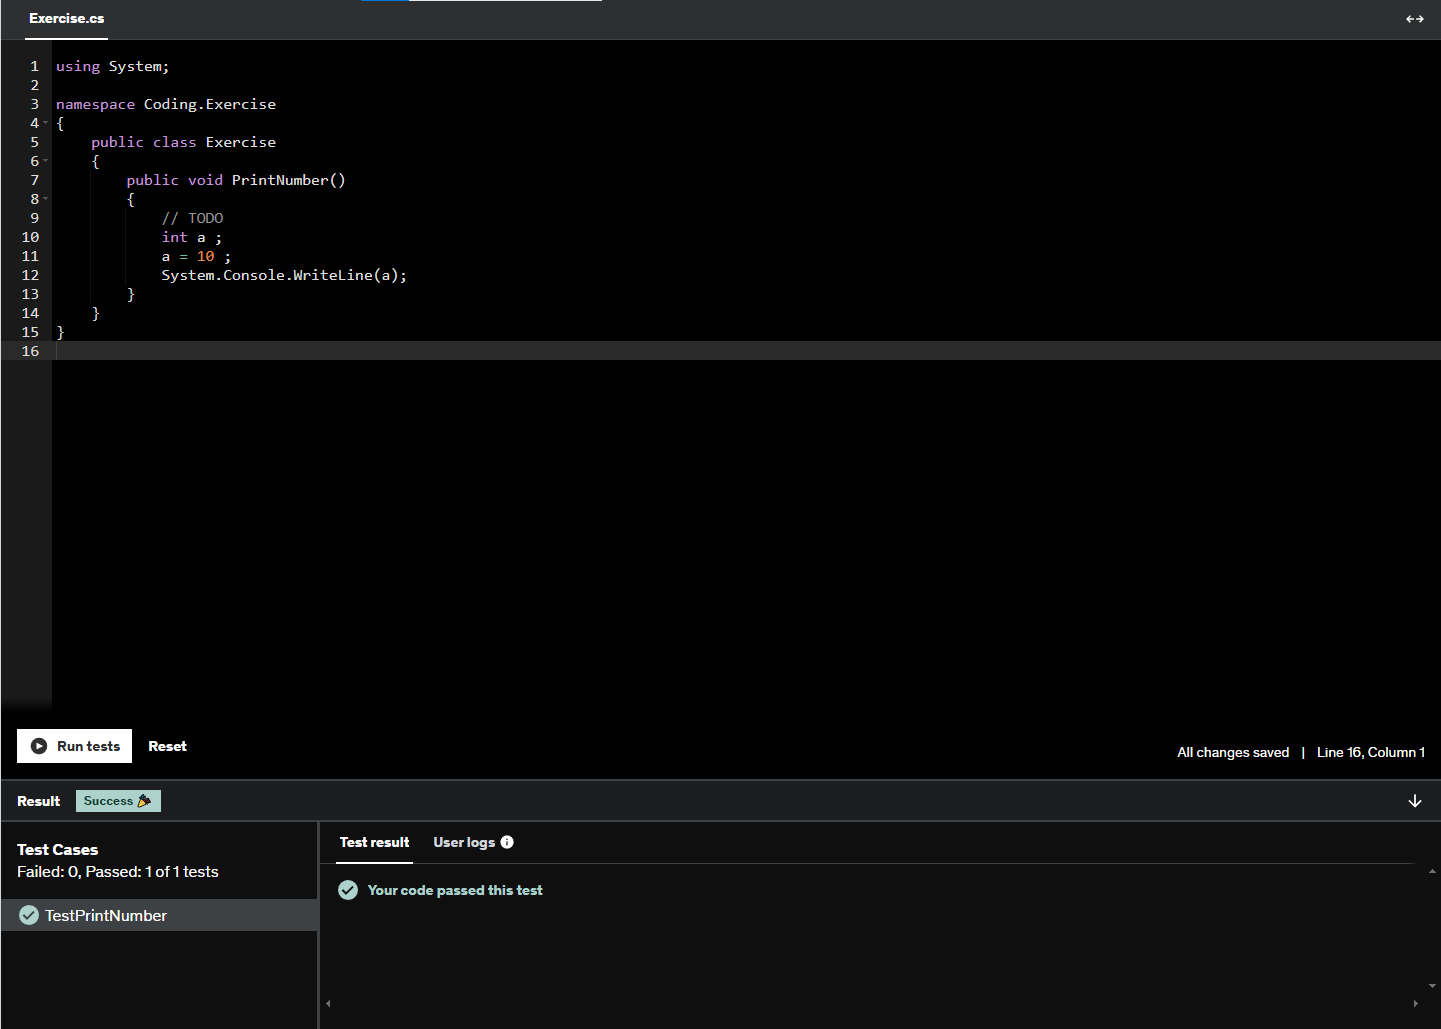 Exercise.cs
1 using System;
2
3 namespace Coding.Exercise
4 {
5     public class Exercise
6     {
7         public void PrintNumber()
8         {
9             // TODO
10             int a ;
11             a = 10 ;
12             System.Console.WriteLine(a);
13         }
14     }
15 }
16
Run tests Reset
All changes saved | Line 16, Column 1
Result Success
Test Cases
Failed: 0, Passed: 1 of 1 tests
TestPrintNumber
Test result User logs
Your code passed this test